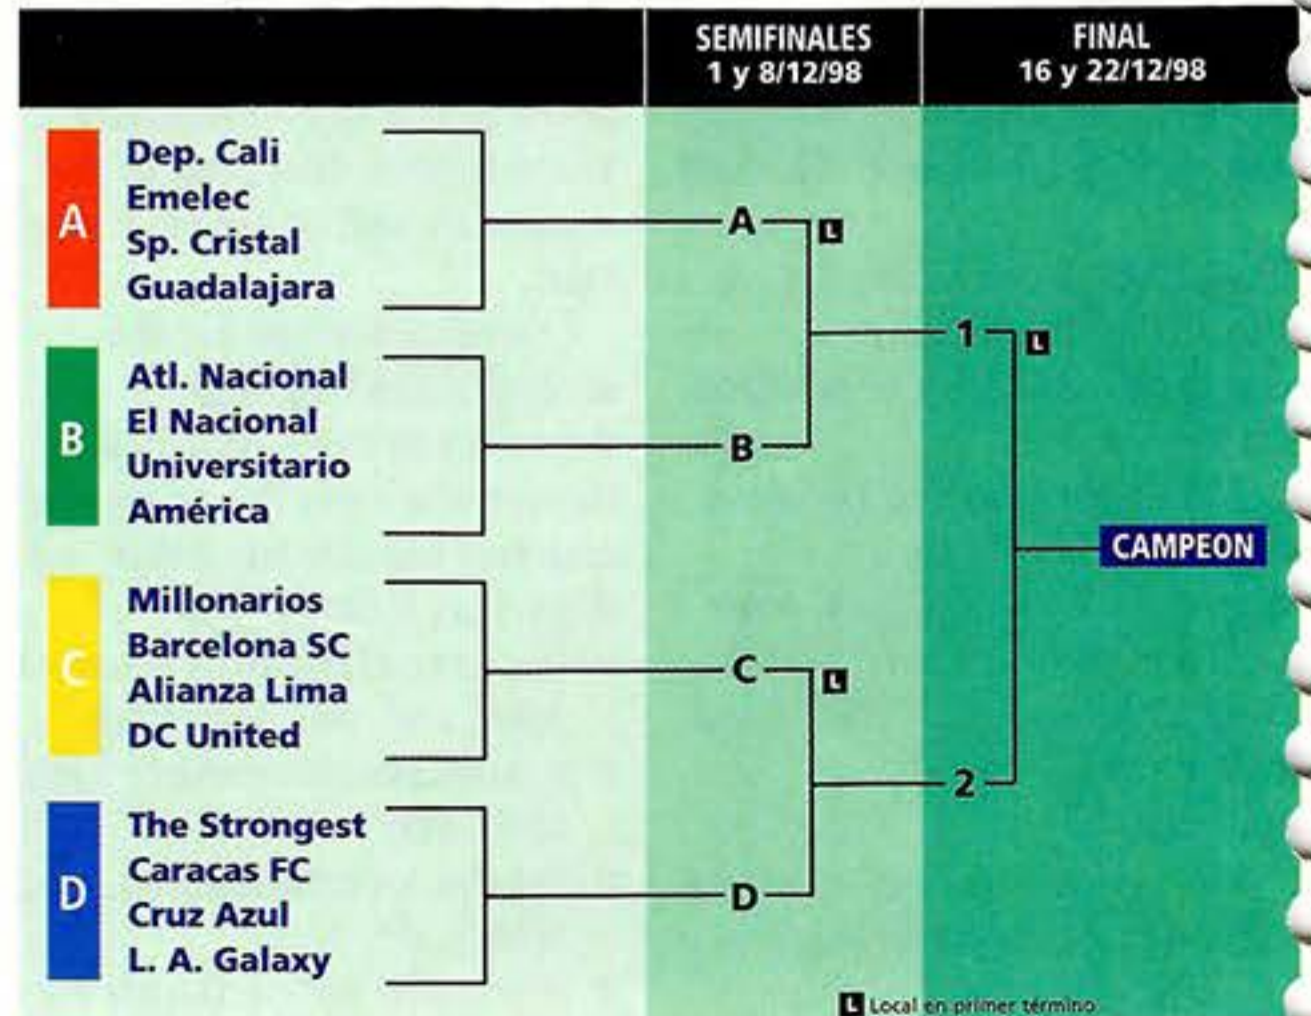 SEMIFINALES
1 y 8/12/98
FINAL
16 y 22/12/98
A
Dep. Cali
Emelec
Sp. Cristal
Guadalajara
A
L
B
Atl. Nacional
El Nacional
Universitario
América
B
1
L
CAMPEON
C
Millonarios
Barcelona SC
Alianza Lima
DC United
C
L
2
D
The Strongest
Caracas FC
Cruz Azul
L. A. Galaxy
D
L Local en primer término